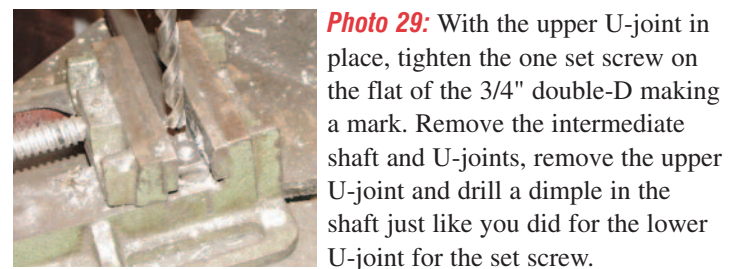 Photo 29: With the upper U-joint in
place, tighten the one set screw on
the flat of the 3/4" double-D making
a mark. Remove the intermediate
shaft and U-joints, remove the upper
U-joint and drill a dimple in the
shaft just like you did for the lower
U-joint for the set screw.